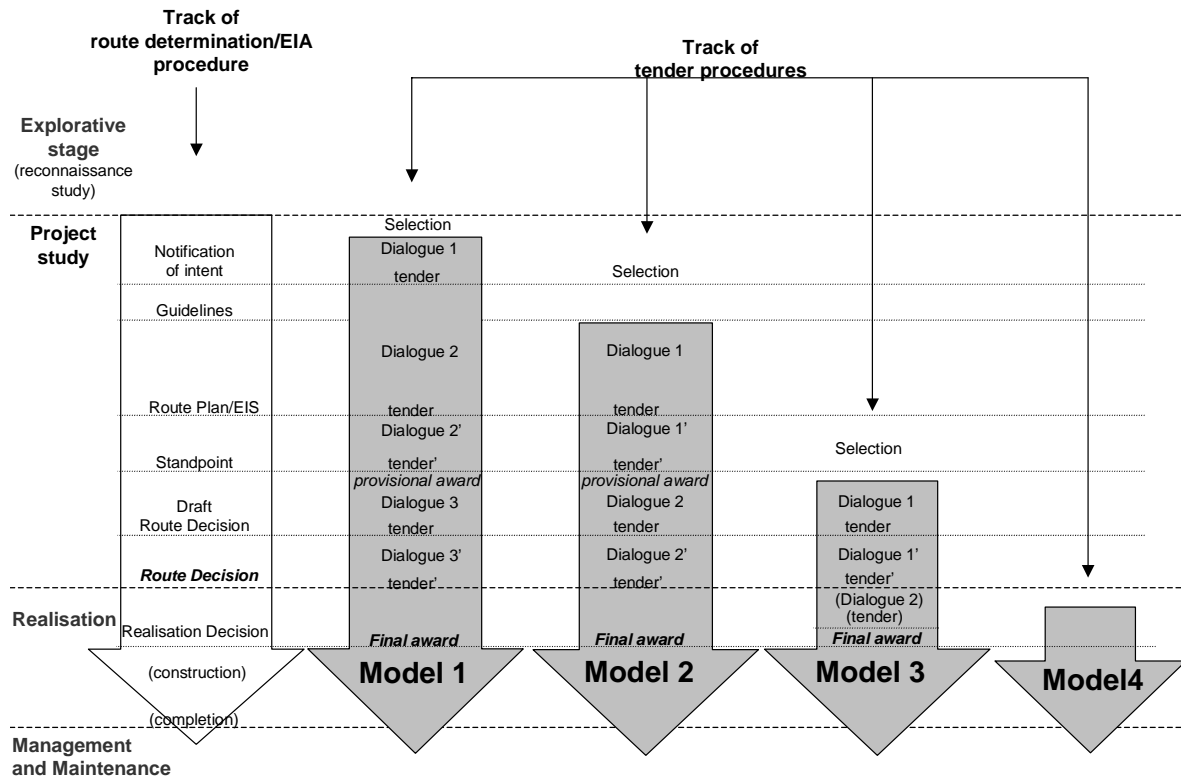 Track of
route determination/EIA
procedure
Track of
tender procedures
Explorative
stage
(reconnaissance
study)
Project
study
Notification
of intent
Guidelines
Route Plan/EIS
Standpoint
Draft
Route Decision
Route Decision
Realisation
Realisation Decision
(construction)
(completion)
Management
and Maintenance
Selection
Dialogue 1
tender
Dialogue 2
tender
Dialogue 2’
tender’
provisional award
Dialogue 3
tender
Dialogue 3’
tender’
Final award
Model 1
Selection
Dialogue 1
tender
Dialogue 1’
tender’
provisional award
Dialogue 2
tender
Dialogue 2’
tender’
Final award
Model 2
Selection
Dialogue 1
tender
Dialogue 1’
tender’
(Dialogue 2)
(tender)
Final award
Model 3
Model4